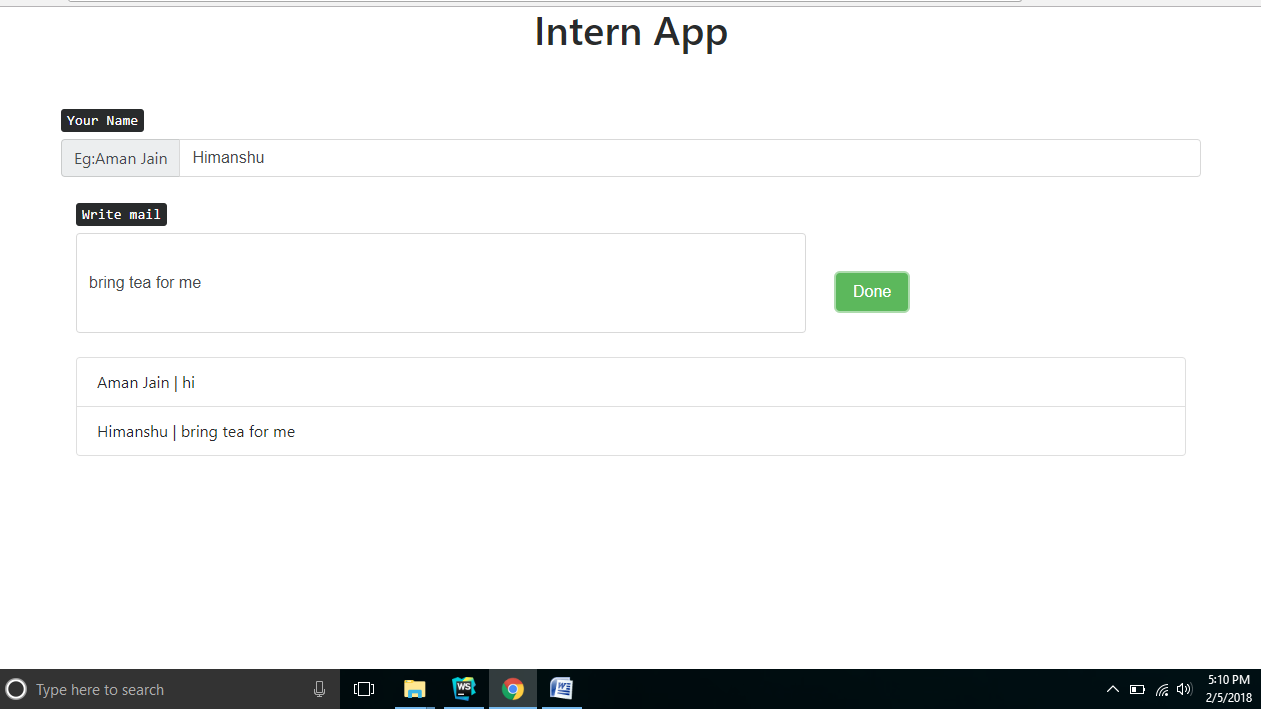 Intern App
Your Name
Eg:Aman Jain Himanshu
Write mail
bring tea for me
Done
Aman Jain | hi
Himanshu | bring tea for me
Type here to search
WS
W
5:10 PM
2/5/2018